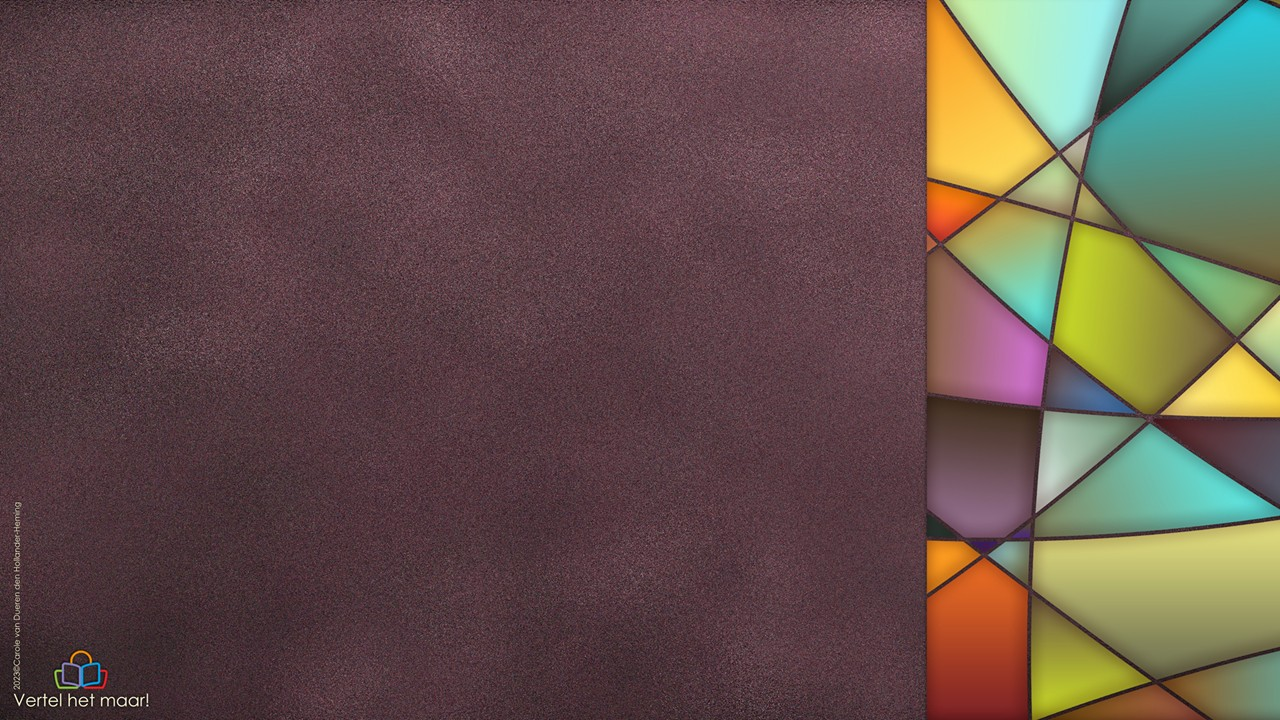 2023©Carole van Dueren den Hollander-Heming
Vertel het maar!